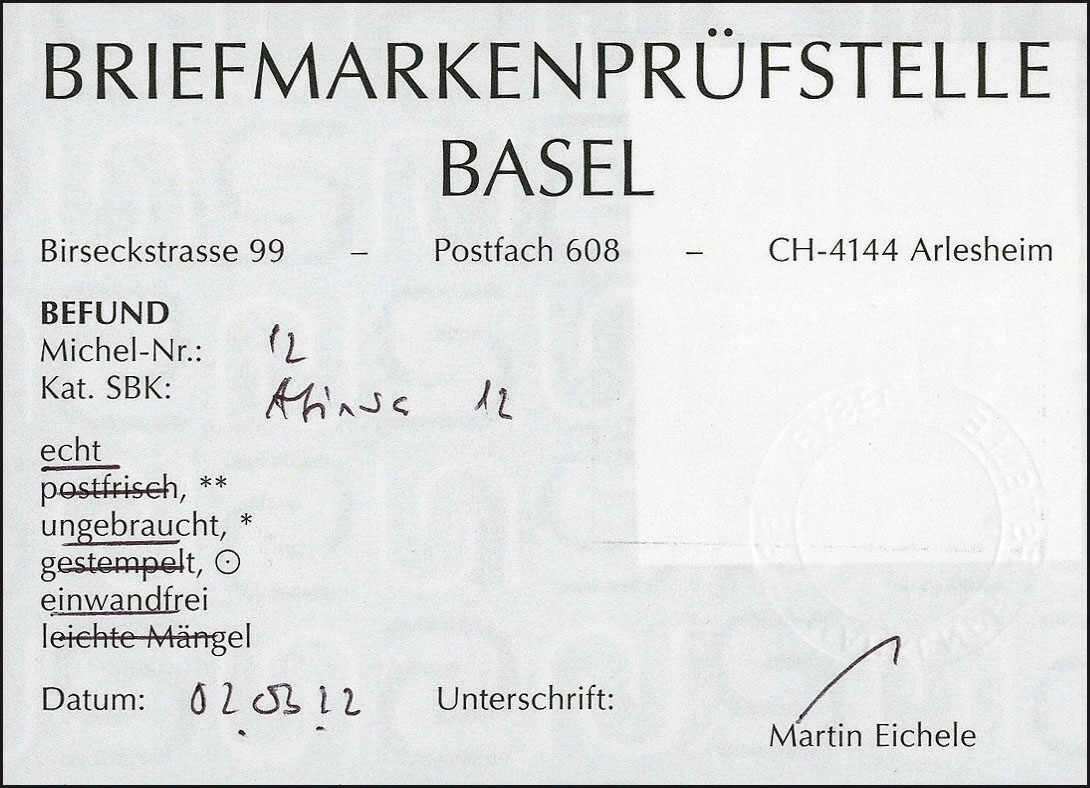 BRIEFMARKENPRÜFSTELLE
BASEL
Birseckstrasse 99 – Postfach 608 – CH-4144 Arlesheim
BEFUND
Michel-Nr.: 12
Kat. SBK: Afinsa 12
echt
postfrisch, **
ungebraucht, *
gestempelt, ⊙
einwandfrei
leichte Mängel
Datum: 02.03.12 Unterschrift:
Martin Eichele